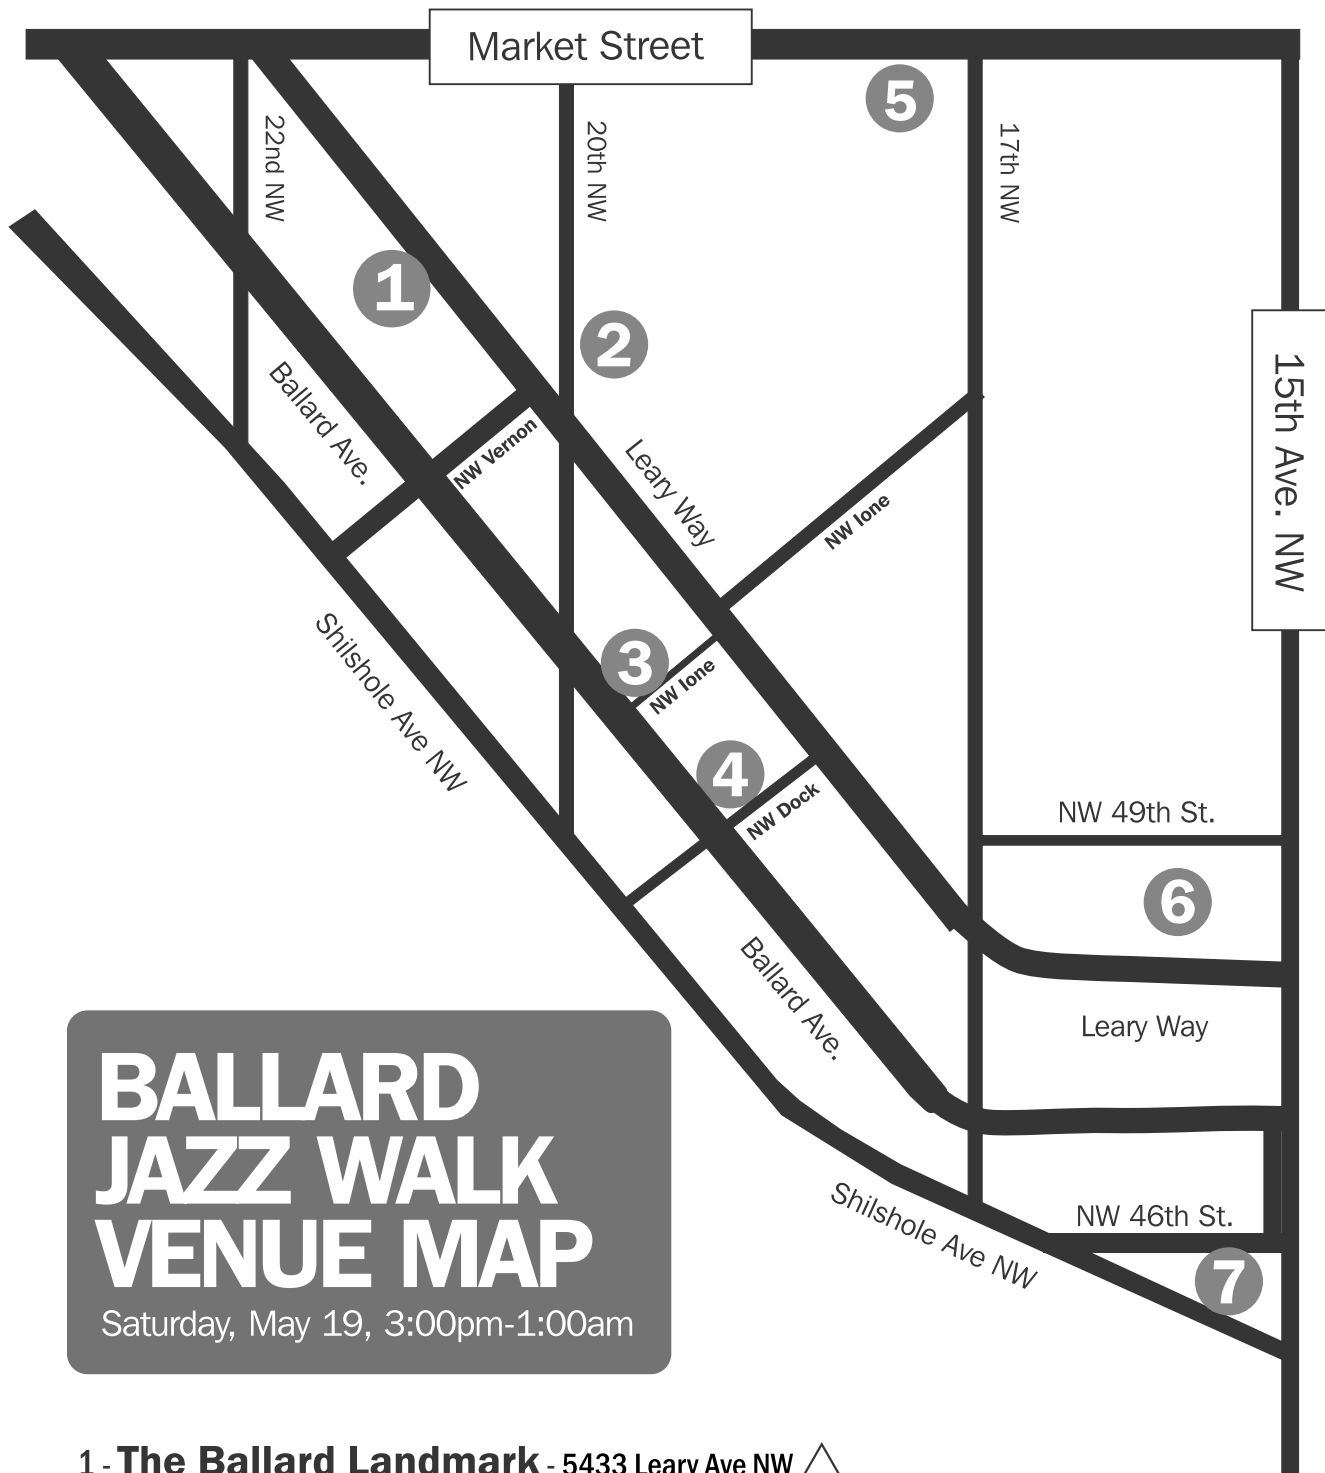 Market Street
5
22nd NW
20th NW
17th NW
1
2
15th Ave. NW
Ballard Ave.
NW Vernon
Leary Way
NW Ione
Shilshole Ave NW
3
NW Ione
4
NW Dock
NW 49th St.
6
Ballard Ave.
Leary Way
Shilshole Ave NW
NW 46th St.
7
BALLARD
JAZZ WALK
VENUE MAP
Saturday, May 19, 3:00pm-1:00am
1 - The Ballard Landmark - 5433 Leary Ave NW